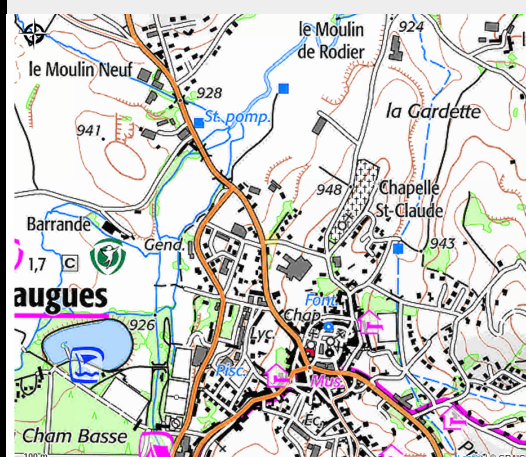 924
le Moulin
de Rodier
le Moulin Neuf
928
St. pomp.
la Gardette
941
948
Chapelle
St-Claude
Barrande
Gend.
943
1,7
C
augues
Font.
Chap.
926
Lyc
Pisc.
Mus.
Éc.
Cham Basse
100 m